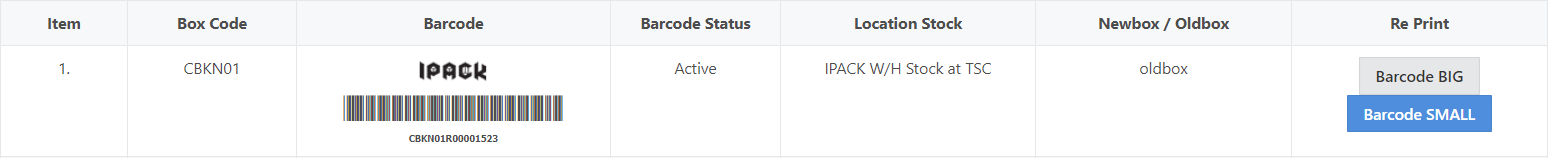 Item Box Code Barcode Barcode Status Location Stock Newbox / Oldbox Re Print
1. CBKN01 IPACK Active IPACK W/H Stock at TSC oldbox Barcode BIG
Barcode SMALL
CBKN01R00001523